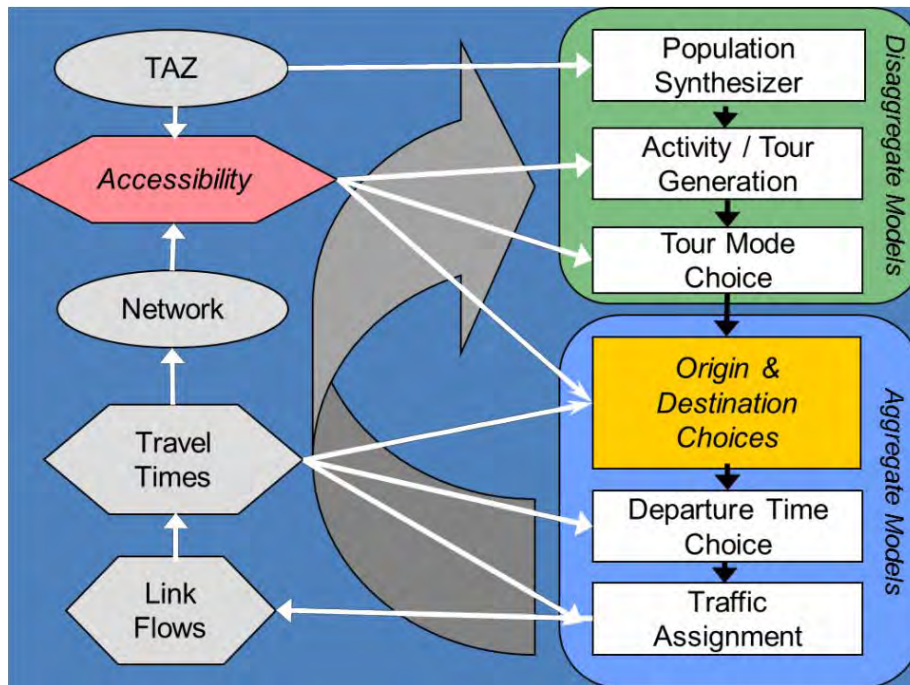 TAZ
Accessibility
Network
Travel
Times
Link
Flows
Population
Synthesizer
Activity / Tour
Generation
Tour Mode
Choice
Disaggregate Models
Origin &
Destination
Choices
Departure Time
Choice
Traffic
Assignment
Aggregate Models